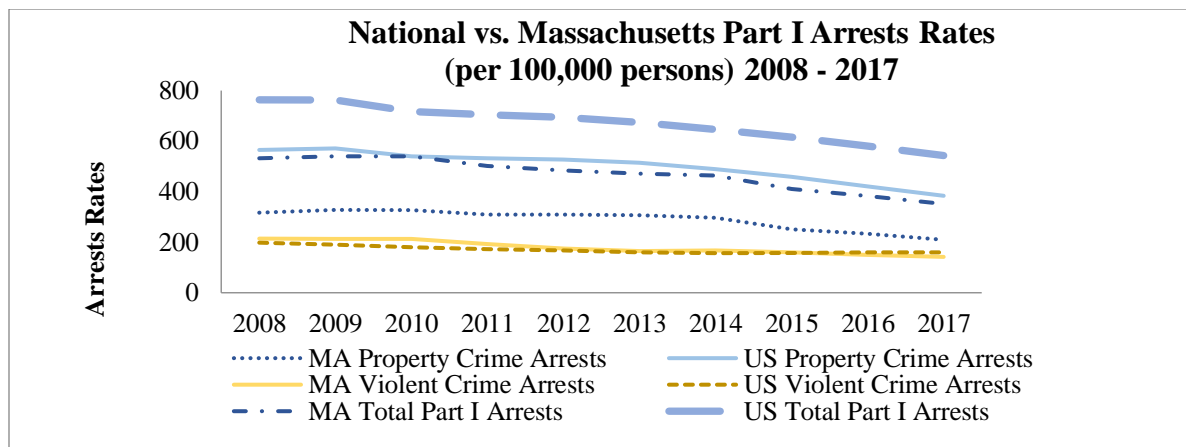 National vs. Massachusetts Part I Arrests Rates
(per 100,000 persons) 2008 - 2017
800
600
400
200
0
Arrests Rates
2008 2009 2010 2011 2012 2013 2014 2015 2016 2017
MA Property Crime Arrests US Property Crime Arrests
MA Violent Crime Arrests US Violent Crime Arrests
MA Total Part I Arrests US Total Part I Arrests